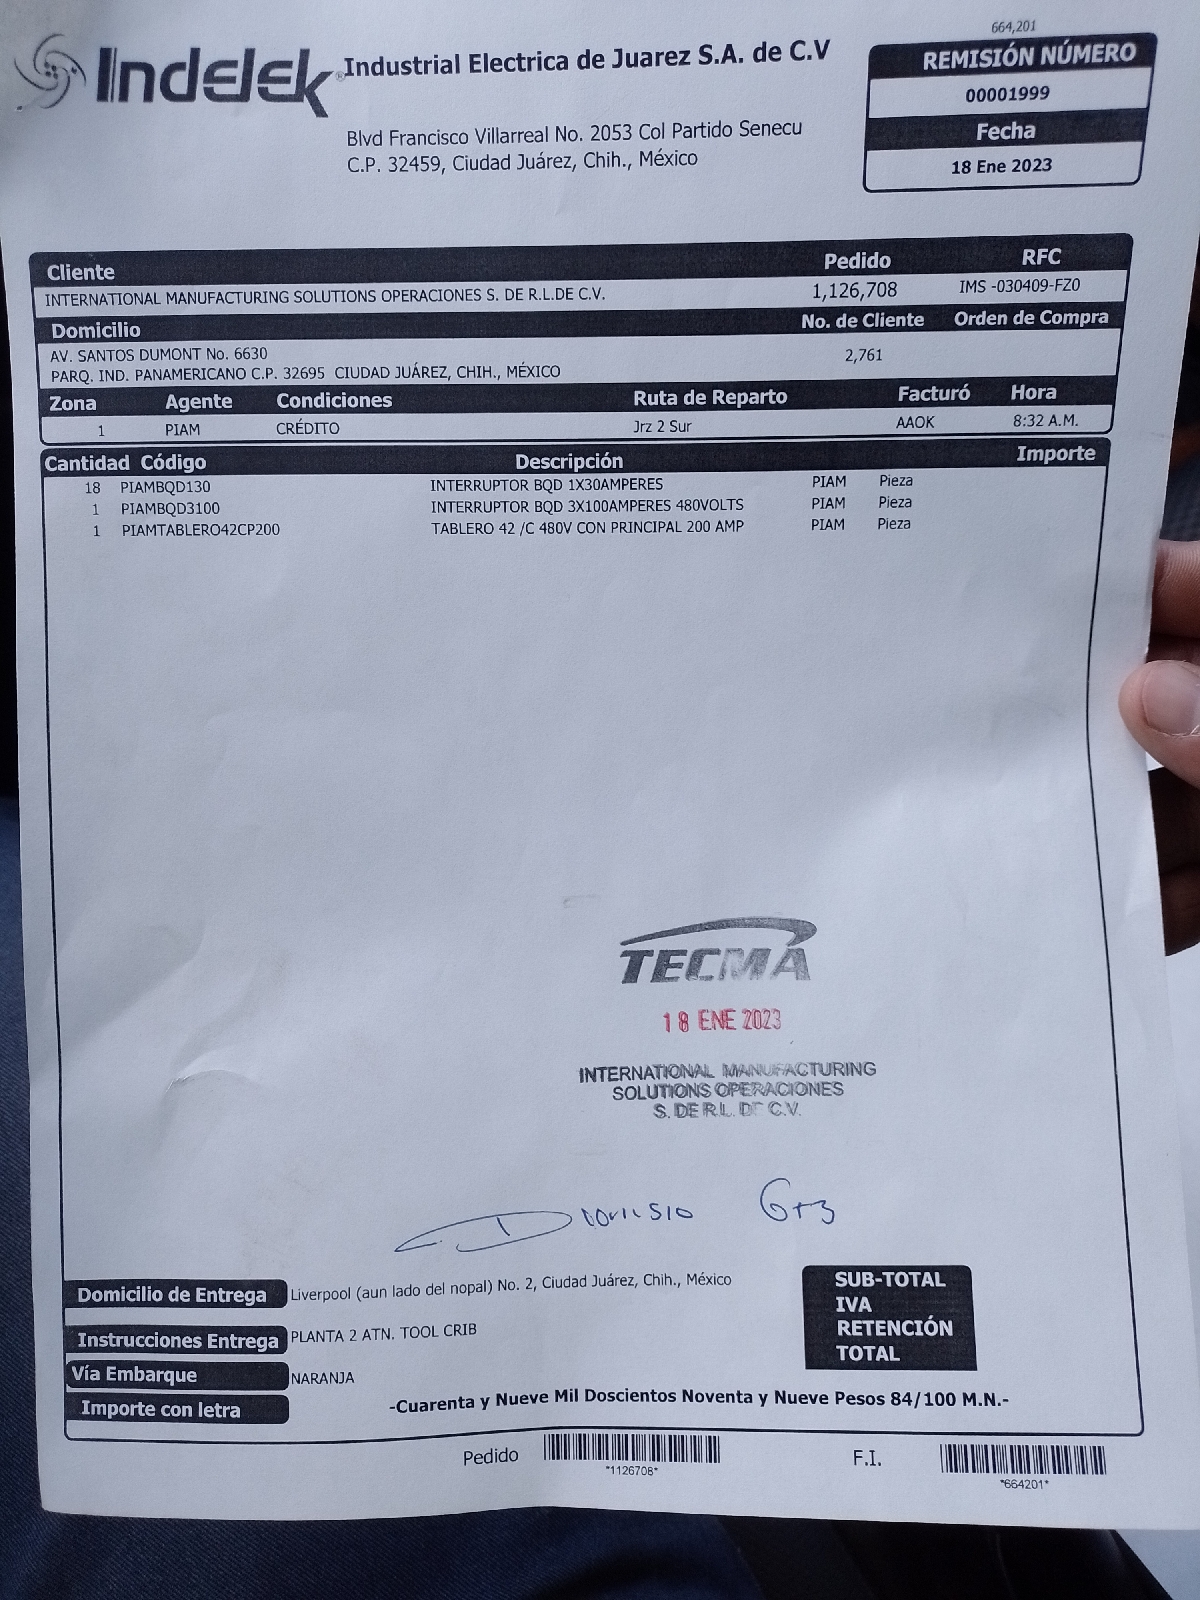 664,201
Indelek
Industrial Electrica de Juarez S.A. de C.V
Blvd Francisco Villarreal No. 2053 Col Partido Senecu
C.P. 32459, Ciudad Juárez, Chih., México
REMISIÓN NÚMERO
00001999
Fecha
18 Ene 2023
Cliente Pedido RFC
INTERNATIONAL MANUFACTURING SOLUTIONS OPERACIONES S. DE R.L.DE C.V. 1,126,708 IMS -030409-FZ0
Domicilio No. de Cliente Orden de Compra
AV. SANTOS DUMONT No. 6630 2,761
PARQ. IND. PANAMERICANO C.P. 32695 CIUDAD JUÁREZ, CHIH., MÉXICO
Zona Agente Condiciones Ruta de Reparto Facturó Hora
1 PIAM CRÉDITO Jrz 2 Sur AAOK 8:32 A.M.
Cantidad Código Descripción Importe
18 PIAMBQD130 INTERRUPTOR BQD 1X30AMPERES PIAM Pieza
1 PIAMBQD3100 INTERRUPTOR BQD 3X100AMPERES 480VOLTS PIAM Pieza
1 PIAMTABLERO42CP200 TABLERO 42 /C 480V CON PRINCIPAL 200 AMP PIAM Pieza
TECMA
18 ENE 2023
INTERNATIONAL MANUFACTURING
SOLUTIONS OPERACIONES
S. DE R.L. DE C.V.
Dionisio Gtz
Domicilio de Entrega Liverpool (aun lado del nopal) No. 2, Ciudad Juárez, Chih., México
Instrucciones Entrega PLANTA 2 ATN. TOOL CRIB
Vía Embarque NARANJA
Importe con letra -Cuarenta y Nueve Mil Doscientos Noventa y Nueve Pesos 84/100 M.N.-
SUB-TOTAL
IVA
RETENCIÓN
TOTAL
Pedido *1126708* F.I. *664201*